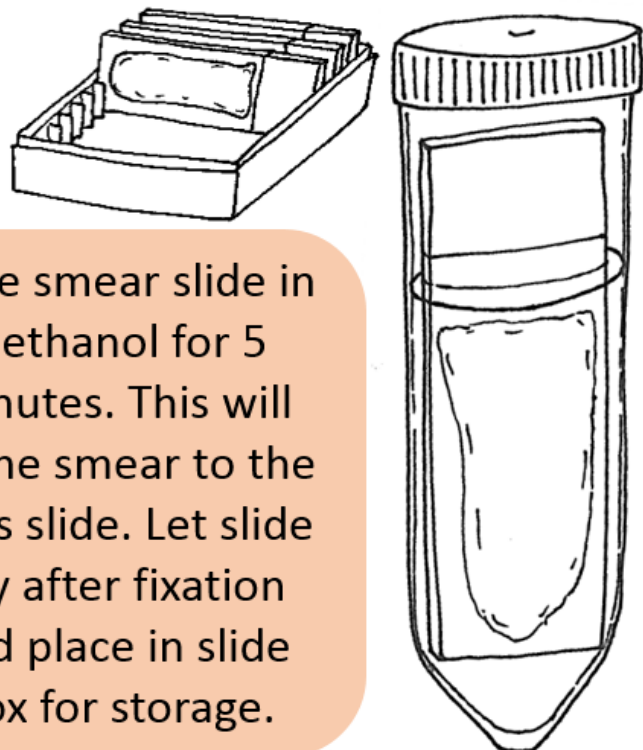 e smear slide in
ethanol for 5
nutes. This will
ne smear to the
s slide. Let slide
y after fixation
d place in slide
ox for storage.